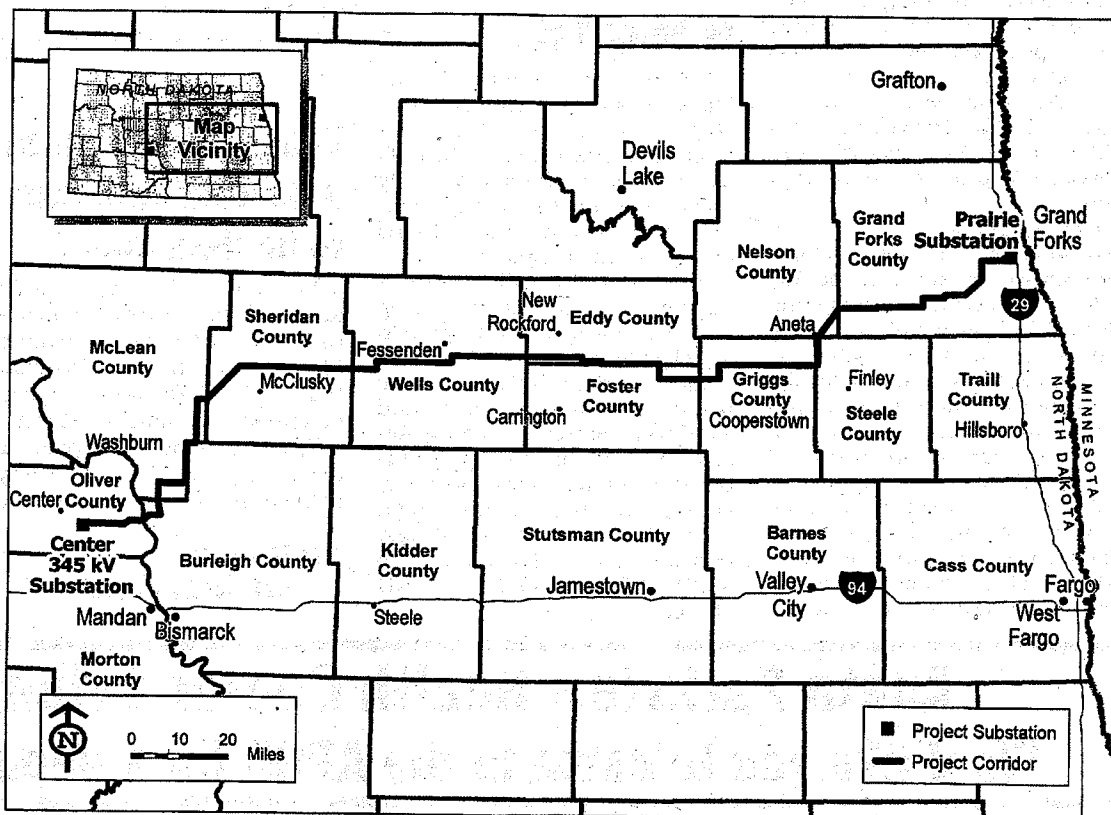 NORTH DAKOTA
Map
Vicinity
Grafton
Devils
Lake
Grand
Forks
County
Prairie
Substation
Grand
Forks
Nelson
County
29
New
Rockford
Eddy County
Aneta
Sheridan
County
McLean
County
Fessenden
McClusky
Wells County
Foster
County
Carrington
Griggs
County
Cooperstown
Finley
Steele
County
Traill
County
Hillsboro
MINNESOTA
NORTH DAKOTA
Washburn
Oliver
County
Center
Center
345 kV
Substation
Burleigh County
Kidder
County
Stutsman County
Barnes
County
Cass County
Jamestown
Valley
City
94
Fargo
West
Fargo
Mandan
Bismarck
Steele
Morton
County
N
0 10 20 Miles
Project Substation
Project Corridor